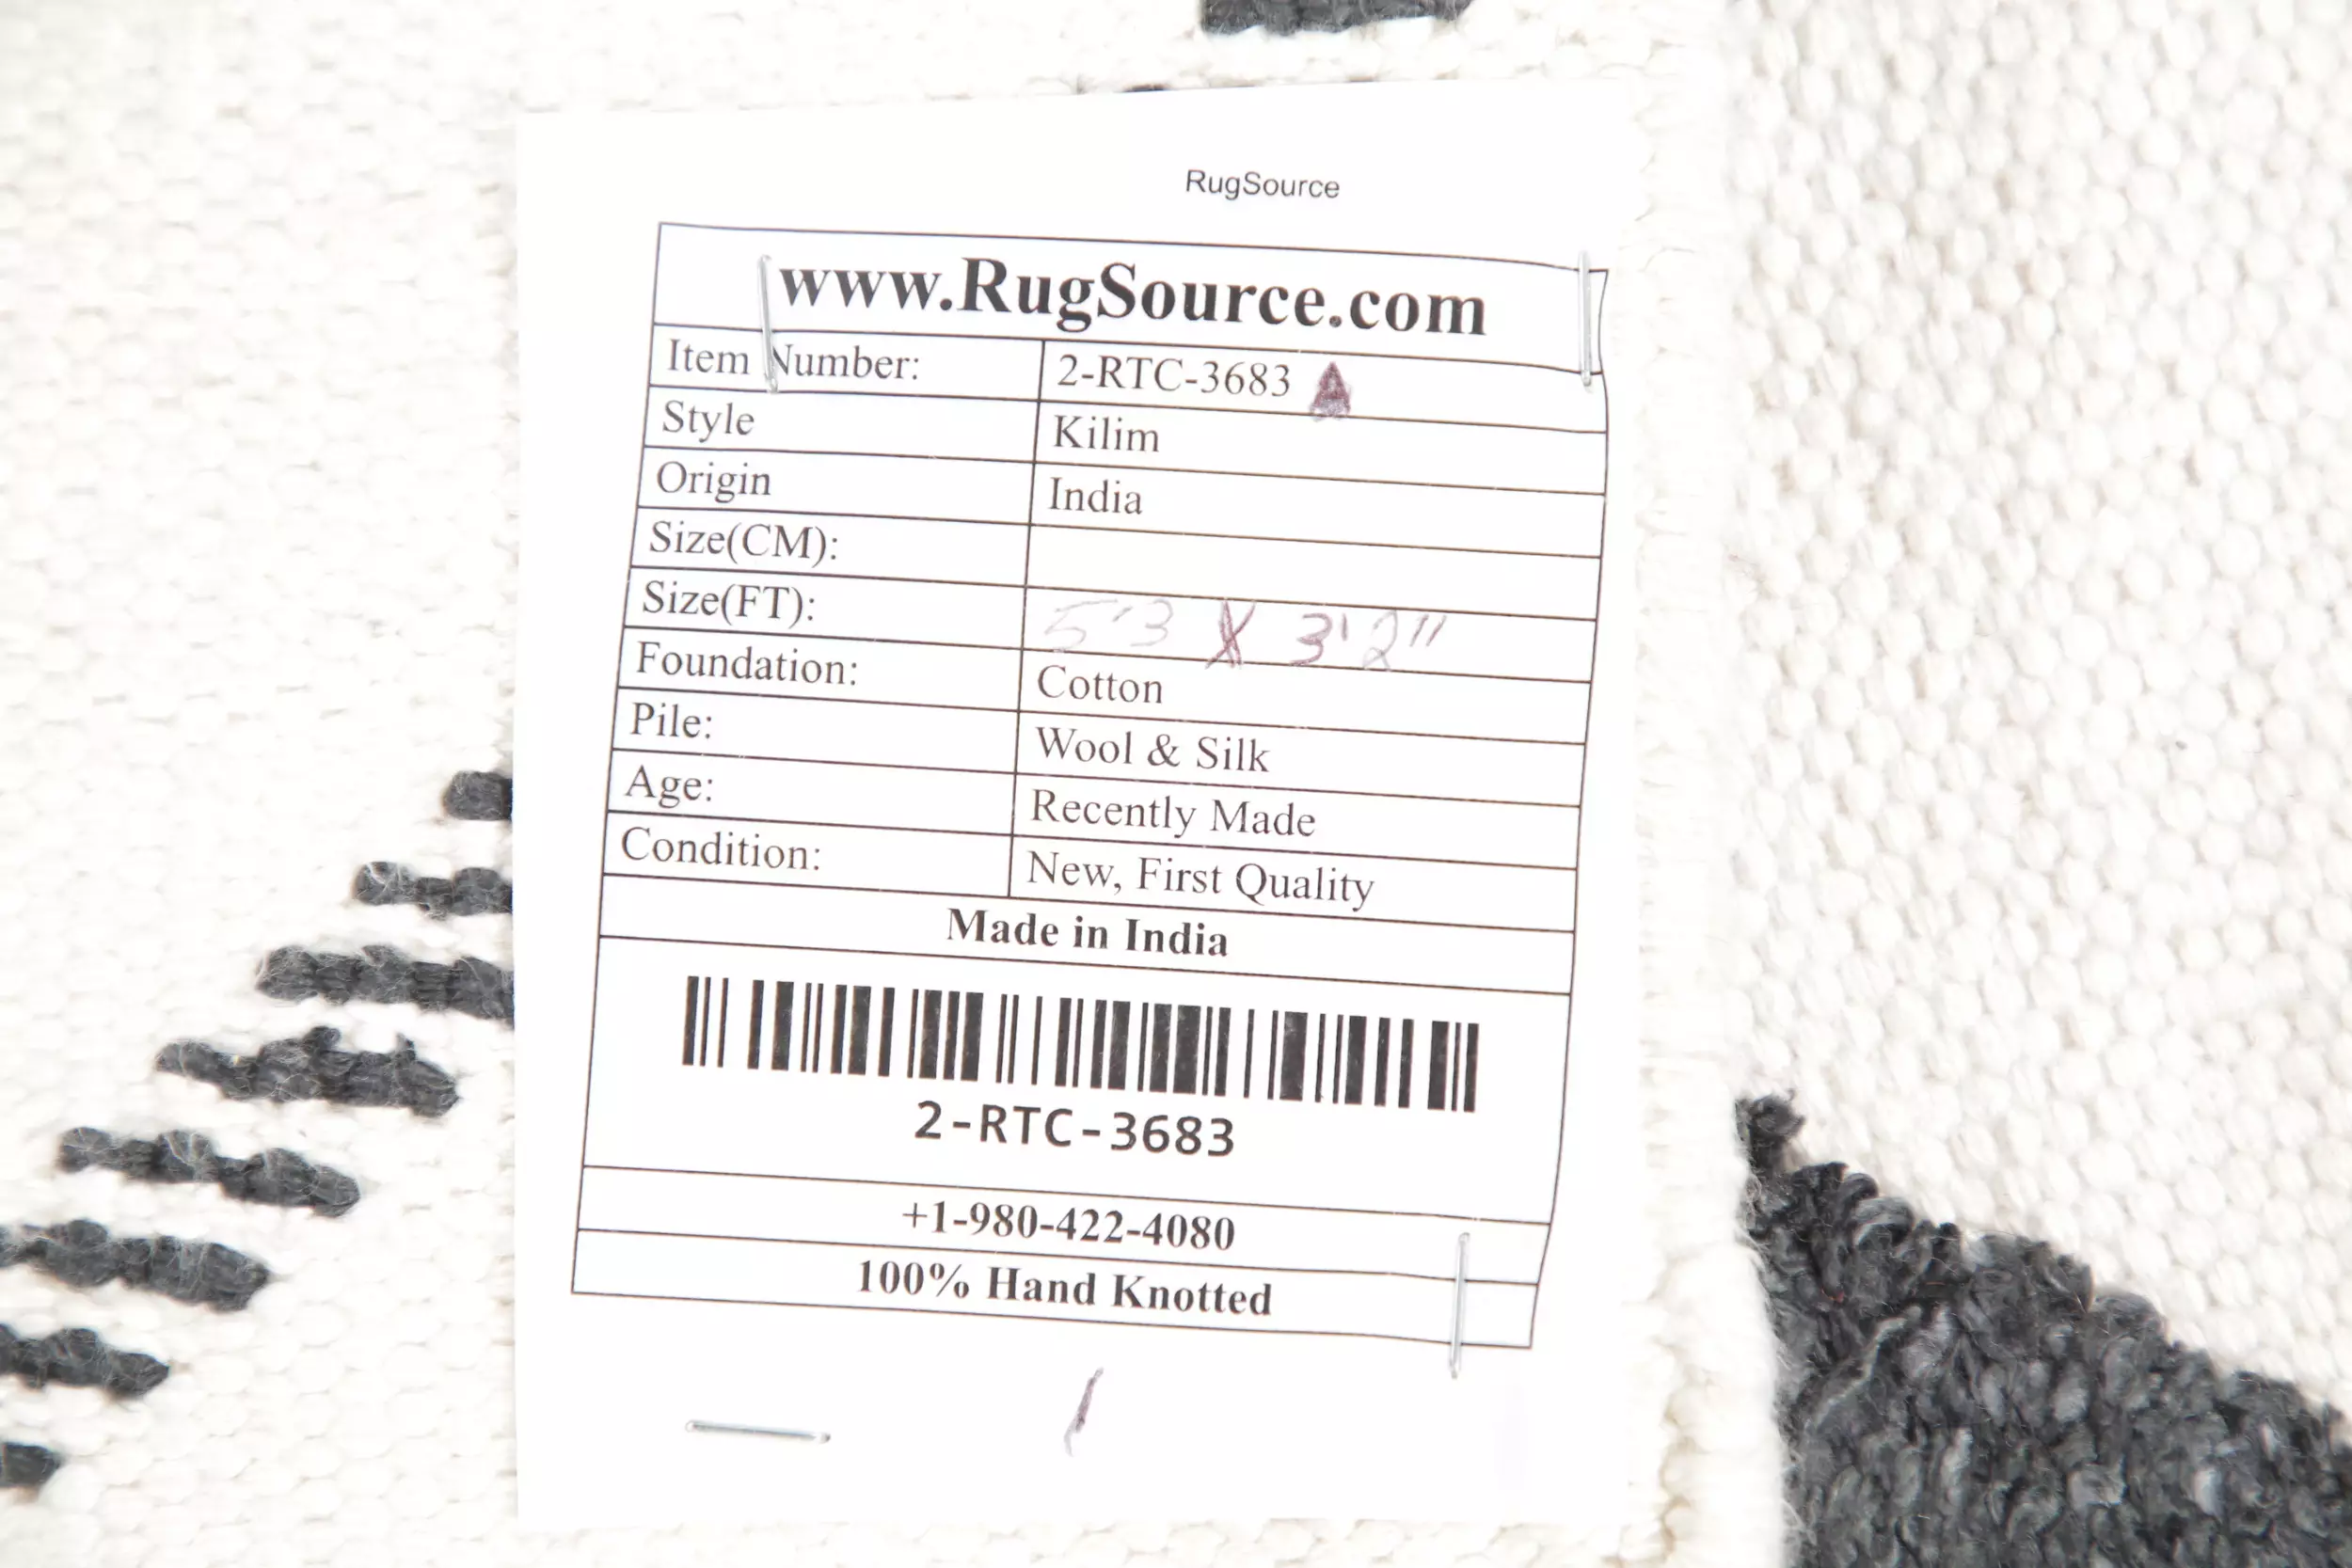 RugSource
www.RugSource.com
Item Number: 2-RTC-3683 A
Style Kilim
Origin India
Size(CM):
Size(FT): 5'3 X 3'2"
Foundation: Cotton
Pile: Wool & Silk
Age: Recently Made
Condition: New, First Quality
Made in India
2-RTC-3683
+1-980-422-4080
100% Hand Knotted